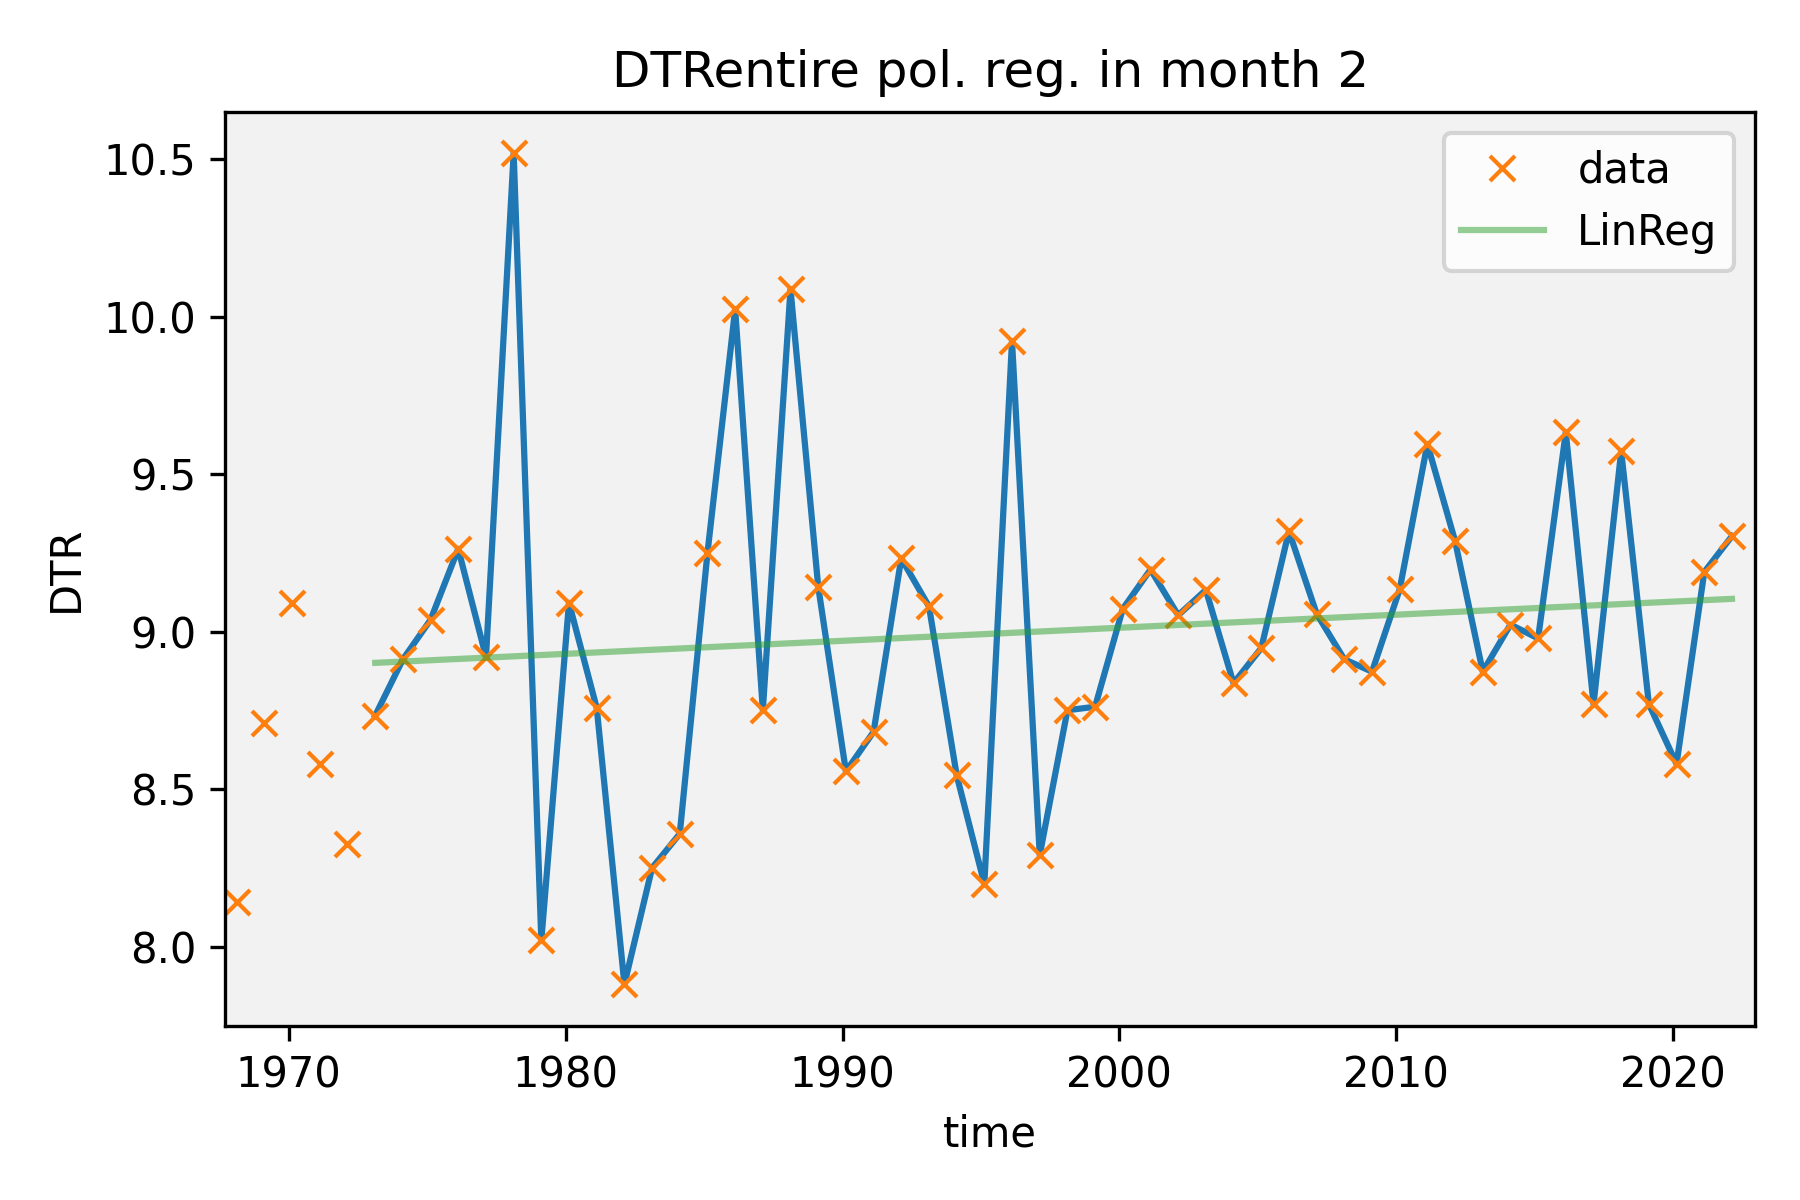 DTRentire pol. reg. in month 2
10.5
10.0
9.5
9.0
8.5
8.0
DTR
data
LinReg
1970 1980 1990 2000 2010 2020
time